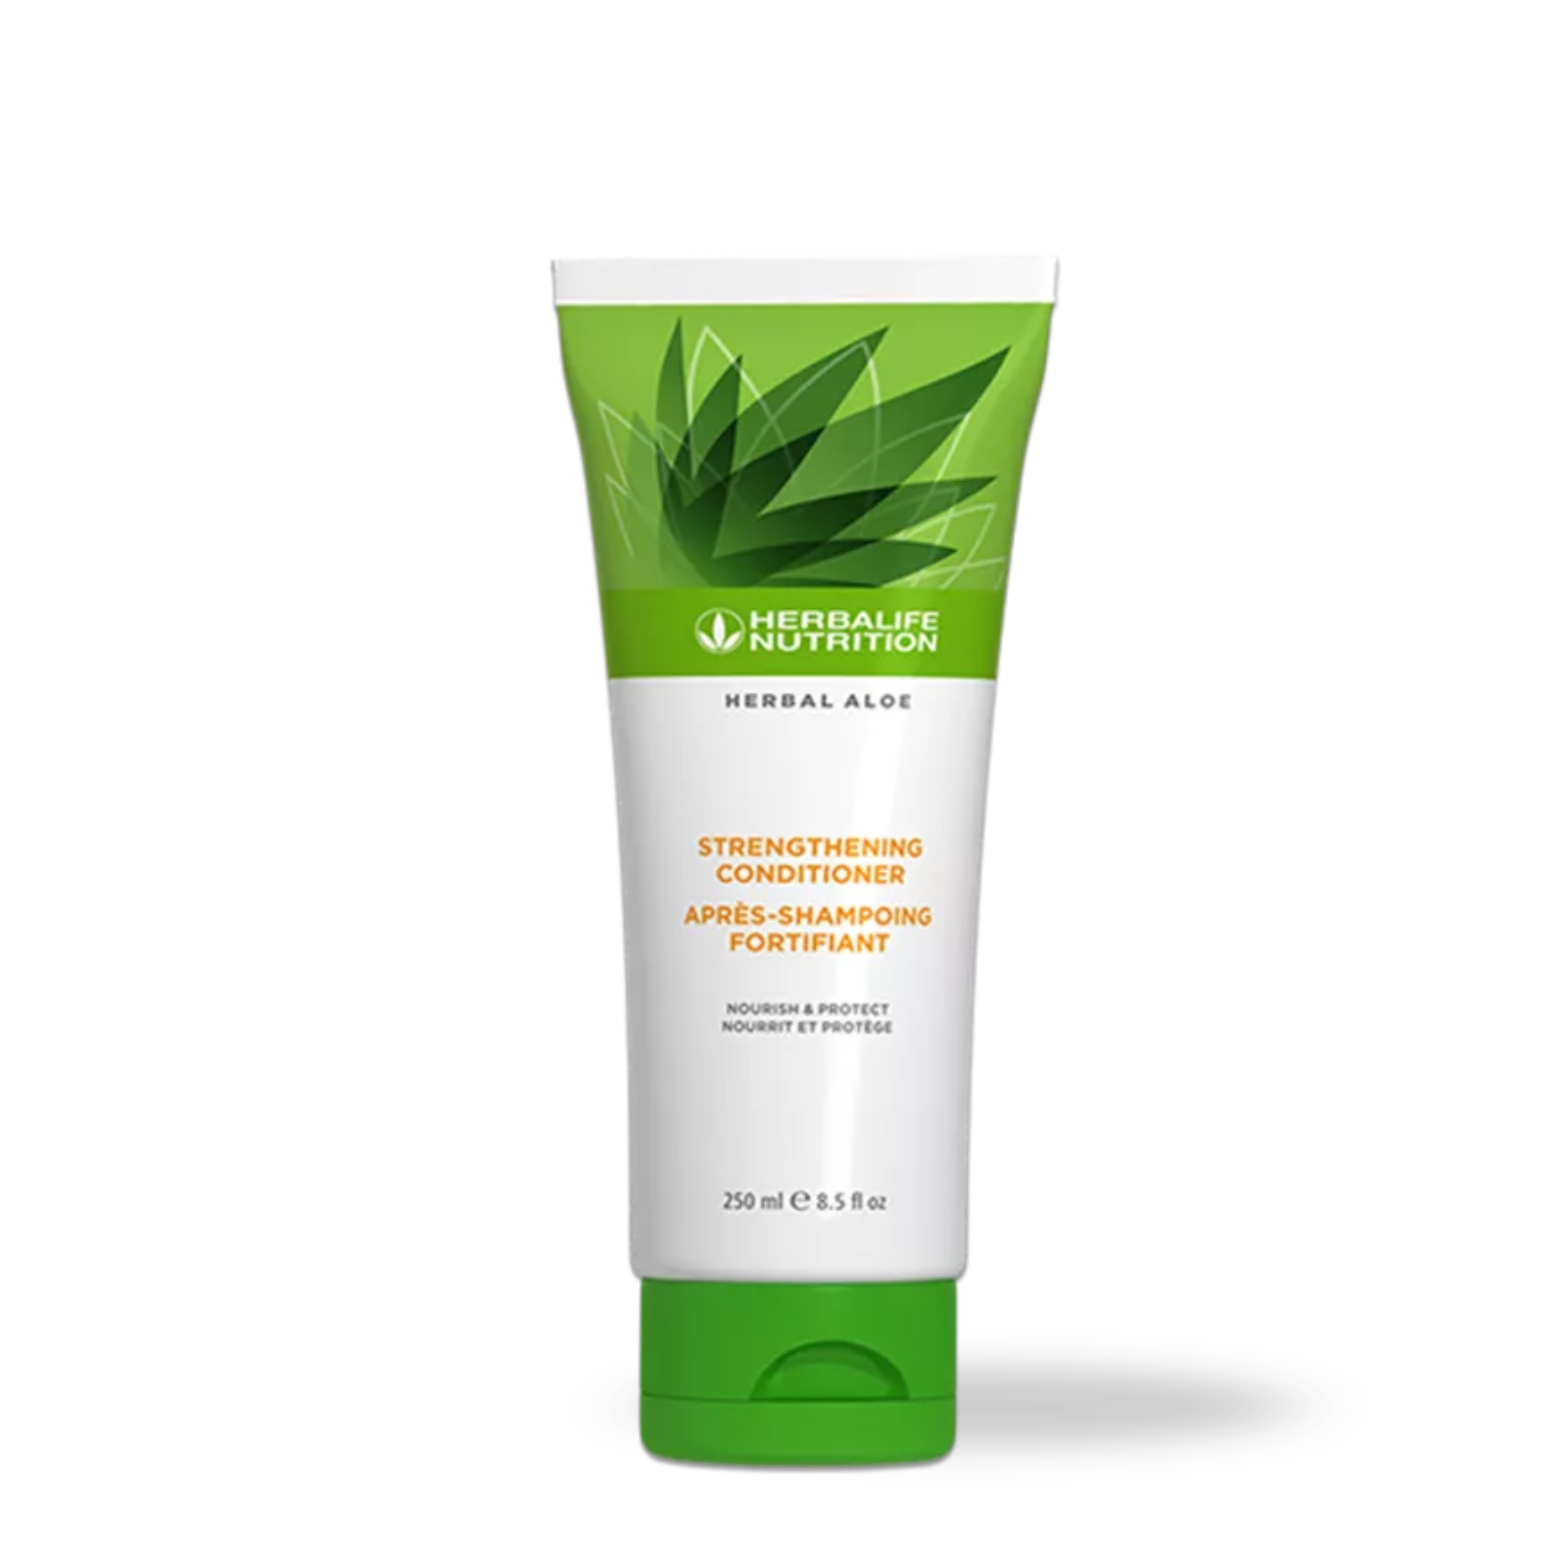 HERBALIFE
NUTRITION
HERBAL ALOE
STRENGTHENING
CONDITIONER
APRÈS-SHAMPOING
FORTIFIANT
NOURISH & PROTECT
NOURRIT ET PROTÈGE
250 ml ℮ 8.5 fl oz